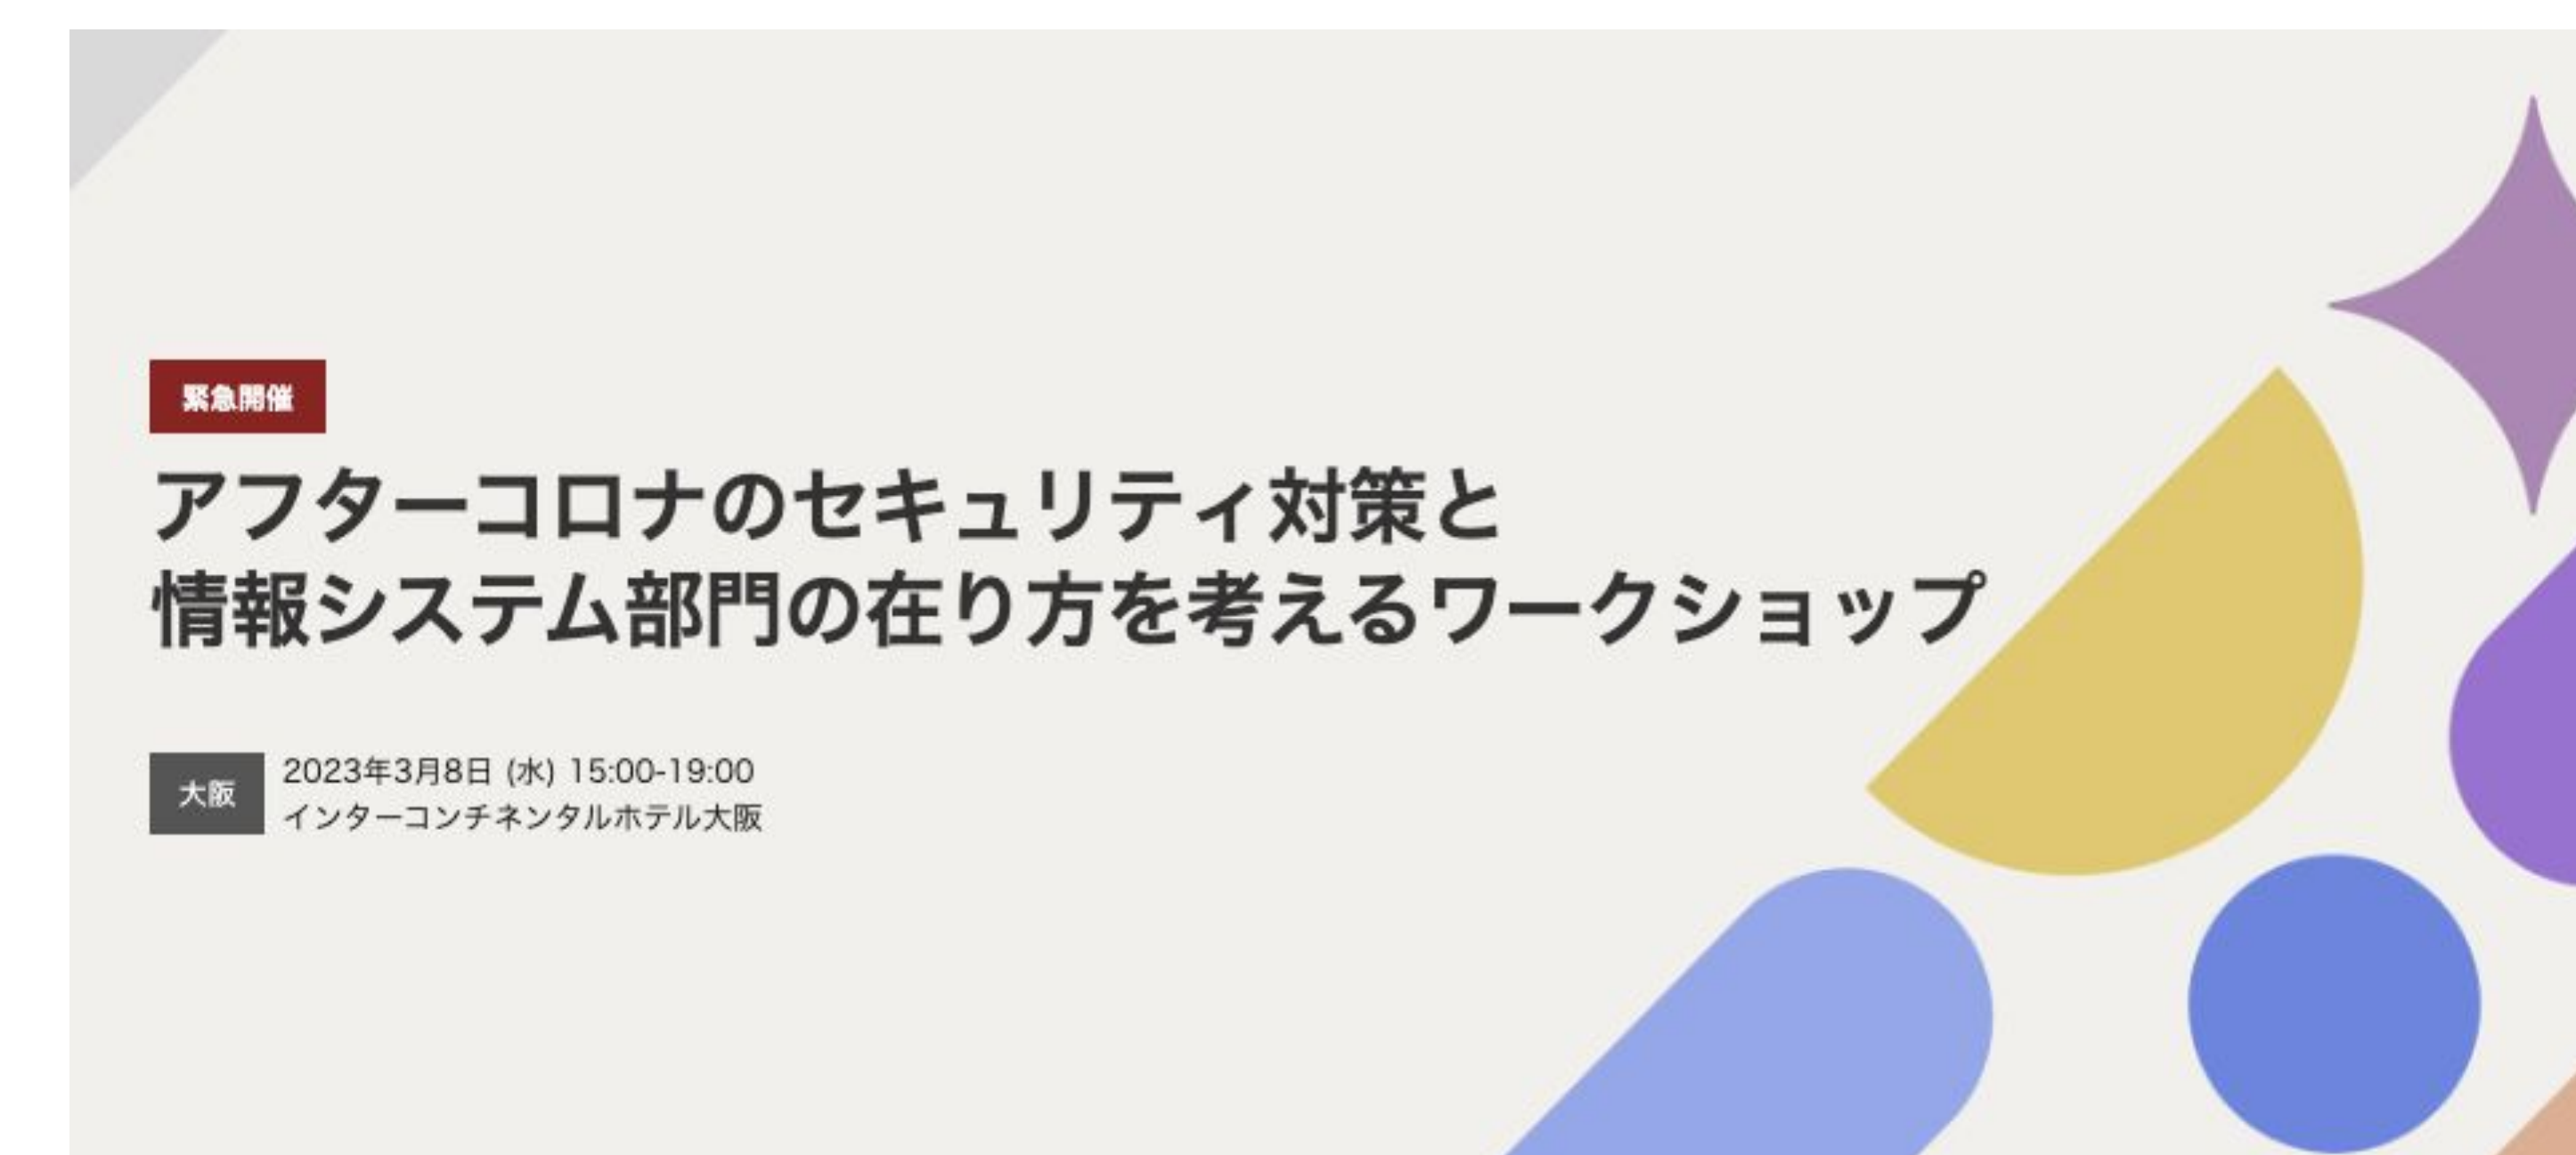 緊急開催
アフターコロナのセキュリティ対策と
情報システム部門の在り方を考えるワークショップ
大阪
2023年3月8日 (水) 15:00-19:00
インターコンチネンタルホテル大阪